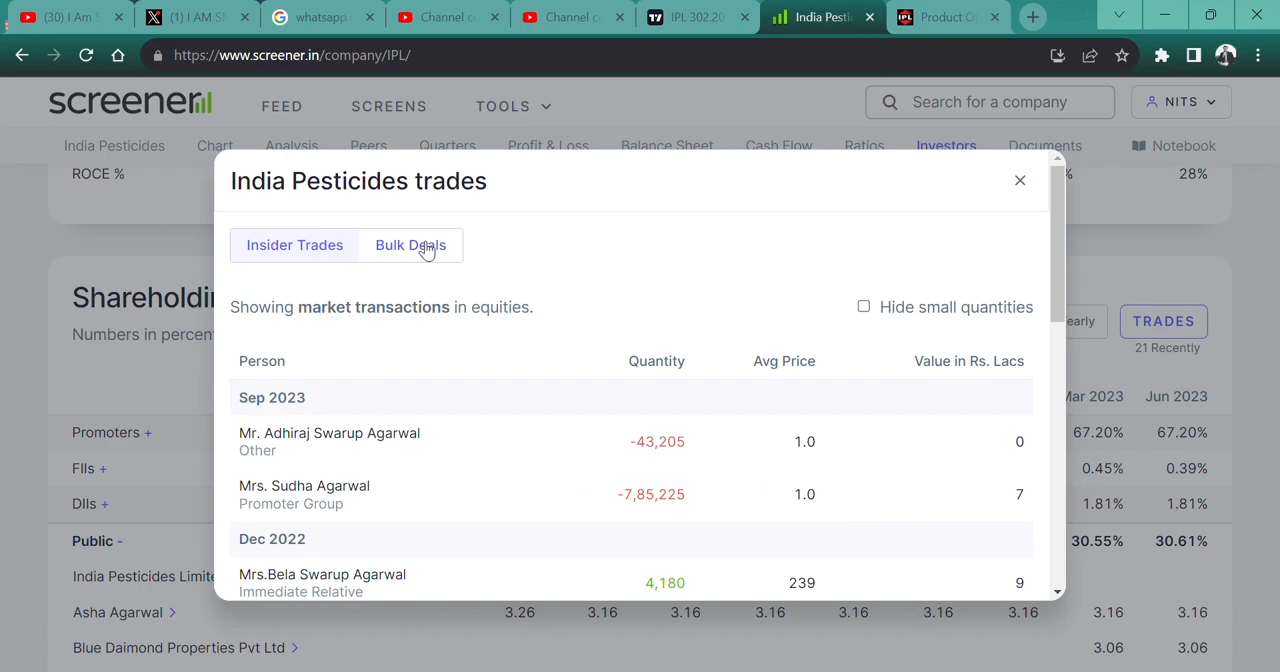 (30) I Am S
(1) I AM S
whatsapp
Channel c
Channel c
IPL 302.20
India Pesti
IPL
Product O
https://www.screener.in/company/IPL/
screener
FEED
SCREENS
TOOLS
Search for a company
NITS
India Pesticides
Chart
Analysis
Peers
Quarters
Profit & Loss
Balance Sheet
Cash Flow
Ratios
Investors
Documents
Notebook
ROCE %
%
28%
India Pesticides trades
Insider Trades
Bulk Deals
Showing market transactions in equities.
Hide small quantities
Shareholdin
Numbers in percent
early
TRADES
21 Recently
Person Quantity Avg Price Value in Rs. Lacs
Mar 2023 Jun 2023
Sep 2023
Mr. Adhiraj Swarup Agarwal
Other
-43,205 1.0 0
Mrs. Sudha Agarwal
Promoter Group
-7,85,225 1.0 7
Dec 2022
Mrs.Bela Swarup Agarwal
Immediate Relative
4,180 239 9
Promoters + 67.20% 67.20%
FIIs + 0.45% 0.39%
DIIs + 1.81% 1.81%
Public - 30.55% 30.61%
India Pesticides Limite
Asha Agarwal > 3.26 3.16 3.16 3.16 3.16 3.16 3.16 3.16 3.16
Blue Daimond Properties Pvt Ltd > 3.06 3.06